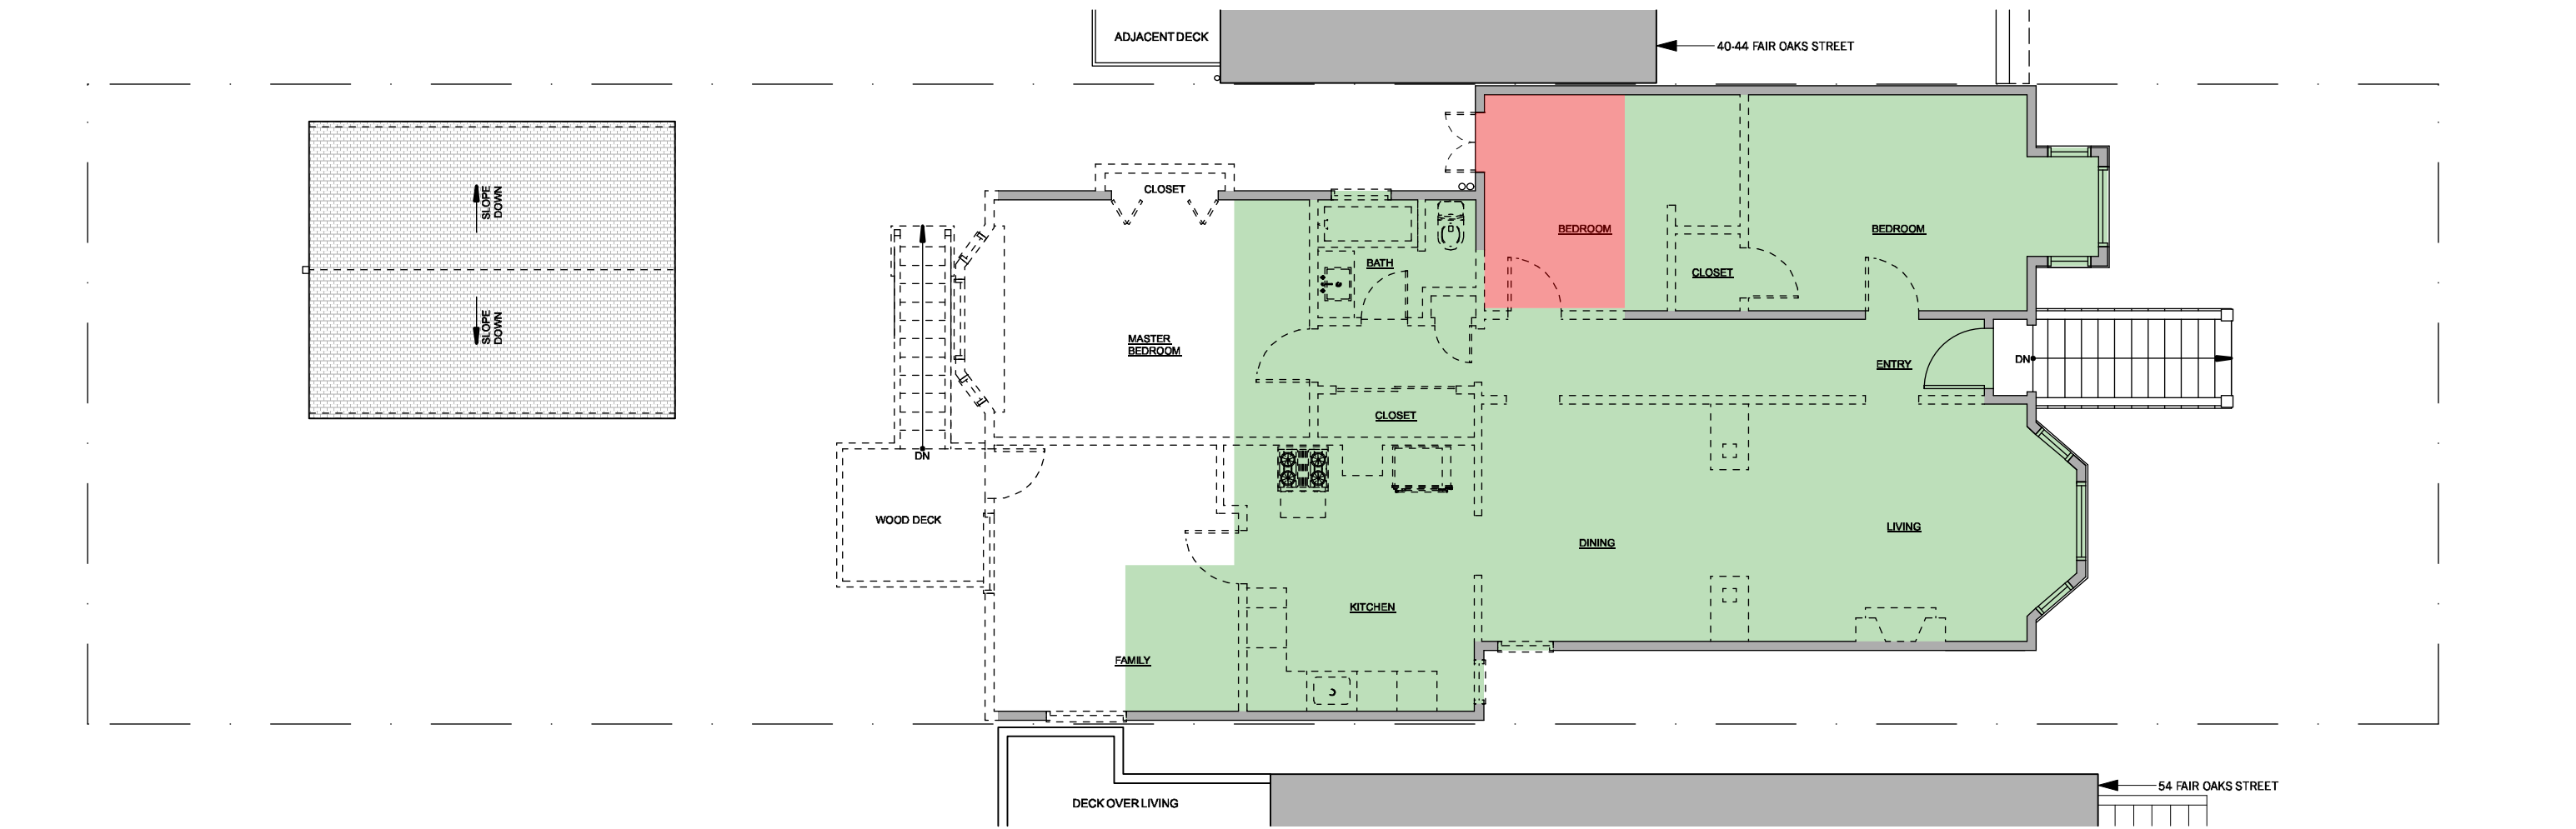 ADJACENT DECK
40-44 FAIR OAKS STREET
SLOPE
DOWN
SLOPE
DOWN
CLOSET
BEDROOM
BEDROOM
BATH
CLOSET
MASTER
BEDROOM
ENTRY
DN
CLOSET
DN
WOOD DECK
LIVING
DINING
KITCHEN
FAMILY
54 FAIR OAKS STREET
DECK OVER LIVING